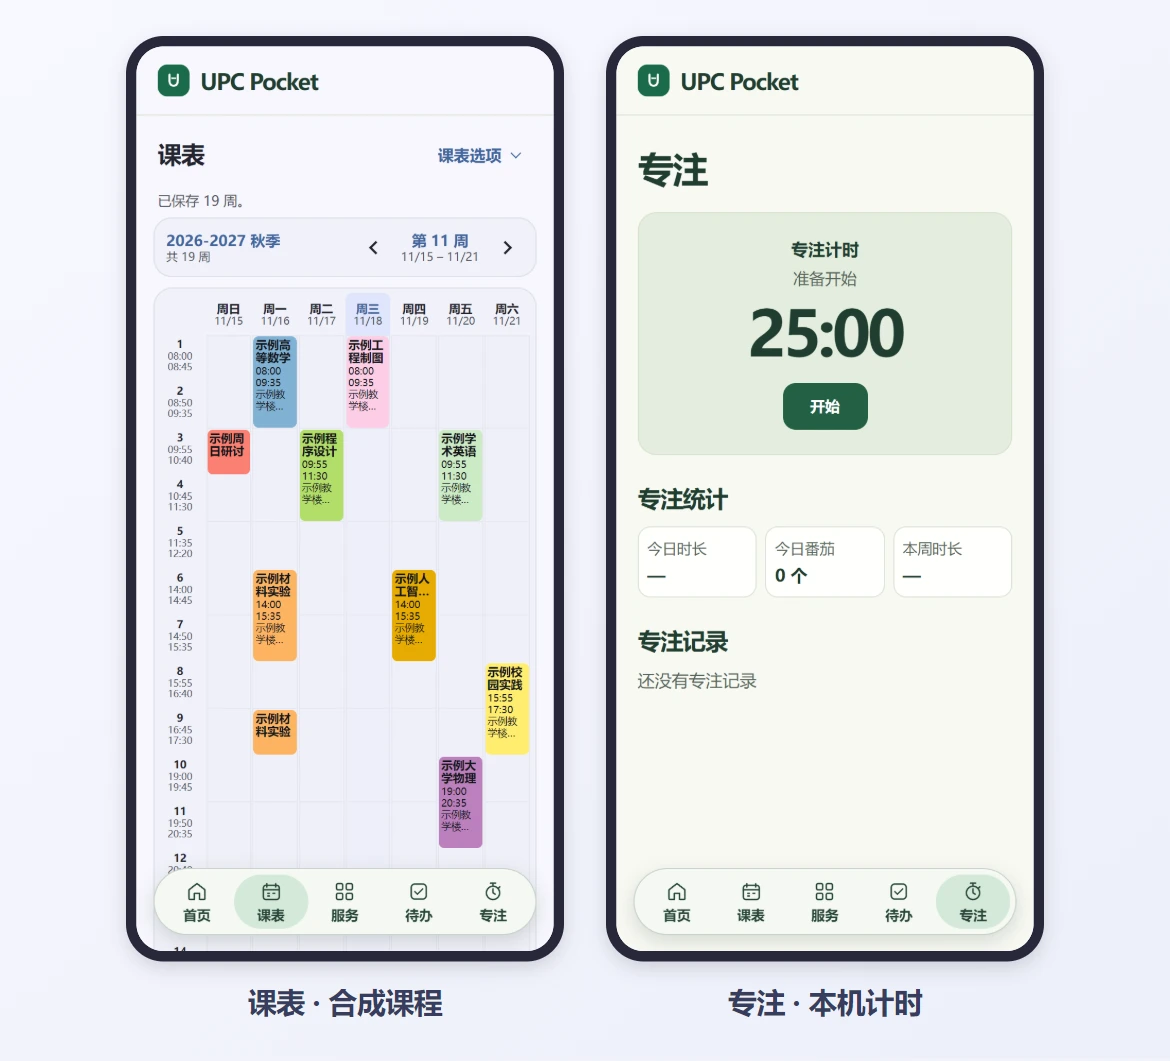 UPC Pocket
课表
课表选项
已保存 19 周。
2026-2027 秋季
共 19 周
第 11 周
11/15 – 11/21
周日 周一 周二 周三 周四 周五 周六
11/15 11/16 11/17 11/18 11/19 11/20 11/21
1
08:00
08:45
示例高
等数学
08:00
09:35
示例教
学楼...
示例工
程制图
08:00
09:35
示例教
学楼...
2
08:50
09:35
3
09:55
10:40
示例周
日研讨
示例程
序设计
09:55
11:30
示例教
学楼...
示例学
术英语
09:55
11:30
示例教
学楼...
4
10:45
11:30
5
11:35
12:20
6
14:00
14:45
示例材
料实验
14:00
15:35
示例教
学楼...
示例人
工智...
14:00
15:35
示例教
学楼...
7
14:50
15:35
8
15:55
16:40
示例校
园实践
15:55
17:30
示例教
学楼...
9
16:45
17:30
示例材
料实验
10
19:00
19:45
示例大
学物理
19:00
20:35
示例教
学楼...
11
19:50
20:35
12
首页 课表 服务 待办 专注
课表 · 合成课程
UPC Pocket
专注
专注计时
准备开始
25:00
开始
专注统计
今日时长
—
今日番茄
0 个
本周时长
—
专注记录
还没有专注记录
首页 课表 服务 待办 专注
专注 · 本机计时